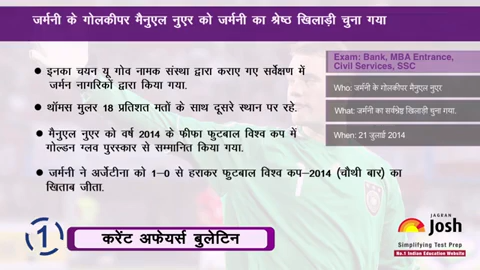 जर्मनी के गोलकीपर मैनुएल नुएर को जर्मनी का श्रेष्ठ खिलाड़ी चुना गया
Exam: Bank, MBA Entrance,
Civil Services, SSC
Who: जर्मनी के गोलकीपर मैनुएल नुएर
What: जर्मनी का सर्वश्रेष्ठ खिलाड़ी चुना गया.
When: 21 जुलाई 2014
• इनका चयन यू गोव नामक संस्था द्वारा कराए गए सर्वेक्षण में
जर्मन नागरिकों द्वारा किया गया.
• थॉमस मुलर 18 प्रतिशत मतों के साथ दूसरे स्थान पर रहे.
• मैनुएल नुएर को वर्ष 2014 के फीफा फुटबाल विश्व कप में
गोल्डन ग्लव पुरस्कार से सम्मानित किया गया.
• जर्मनी ने अर्जेटीना को 1-0 से हराकर फुटबाल विश्व कप-2014 (चौथी बार) का
खिताब जीता.
1
करेंट अफेयर्स बुलेटिन
JAGRAN
Josh
Simplifying Test Prep
No.1 Indian Education Website